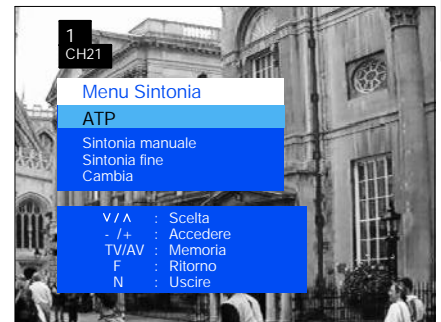 1
CH21
Menu Sintonia
ATP
Sintonia manuale
Sintonia fine
Cambia
∨ / ∧ : Scelta
- / + : Accedere
TV/AV : Memoria
F : Ritorno
N : Uscire